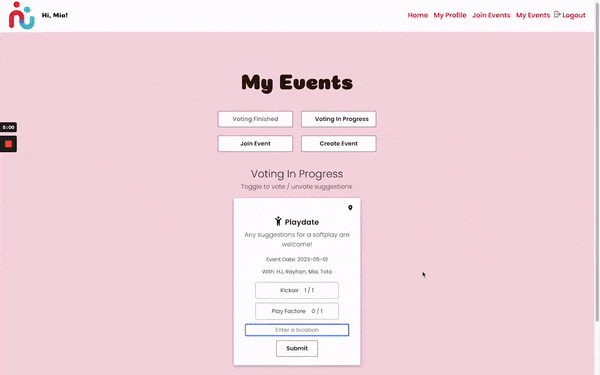 Hi, Mia!
Home My Profile Join Events My Events Logout
My Events
Voting Finished Voting In Progress
5:00
Join Event Create Event
Voting In Progress
Toggle to vote / unvote suggestions.
Playdate
Any suggestions for a softplay are
welcome!
Event Date: 2023-05-01
With: HJ, Rayhan, Mia, Toto
Kickair 1 / 1
Play Factore 0 / 1
Enter a location
Submit